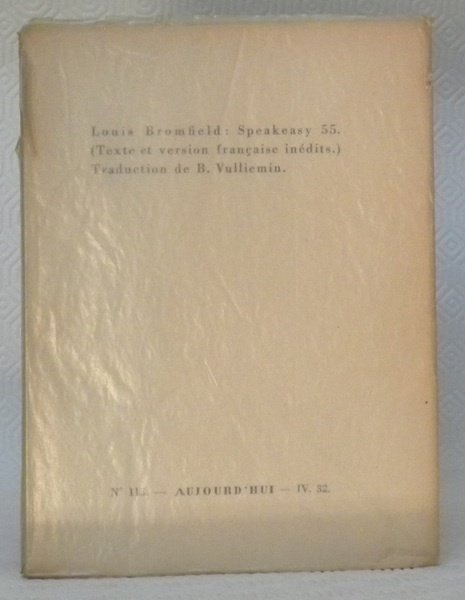 Louis Bromfield: Speakeasy 55.
(Texte et version française inédits.)
Traduction de B. Vulliemin.
N° — AUJOURD'HUI — IV. 32.